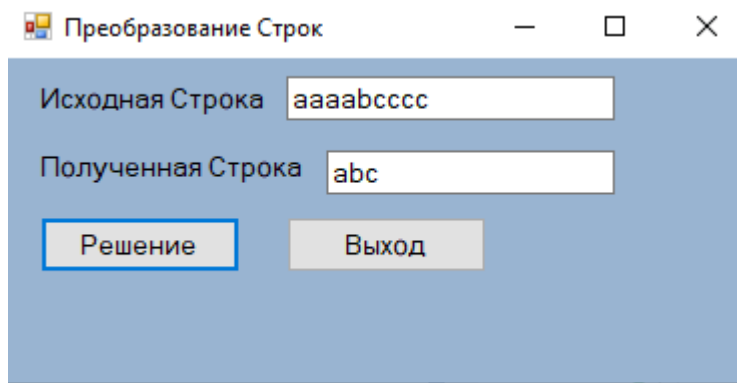 Преобразование Строк
Исходная Строка aaaabcccc
Полученная Строка abc
Решение Выход